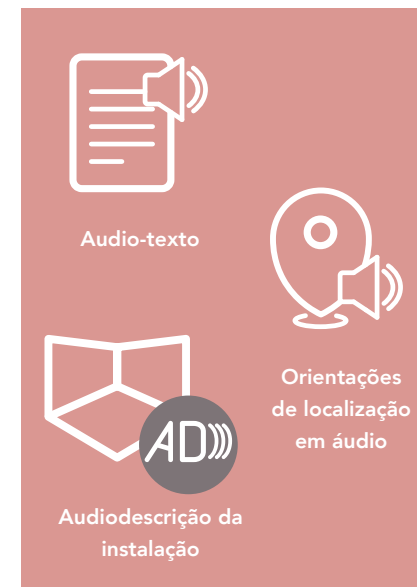 Audio-texto
Orientações
de localização
em áudio
AD
Audiodescrição da
instalação